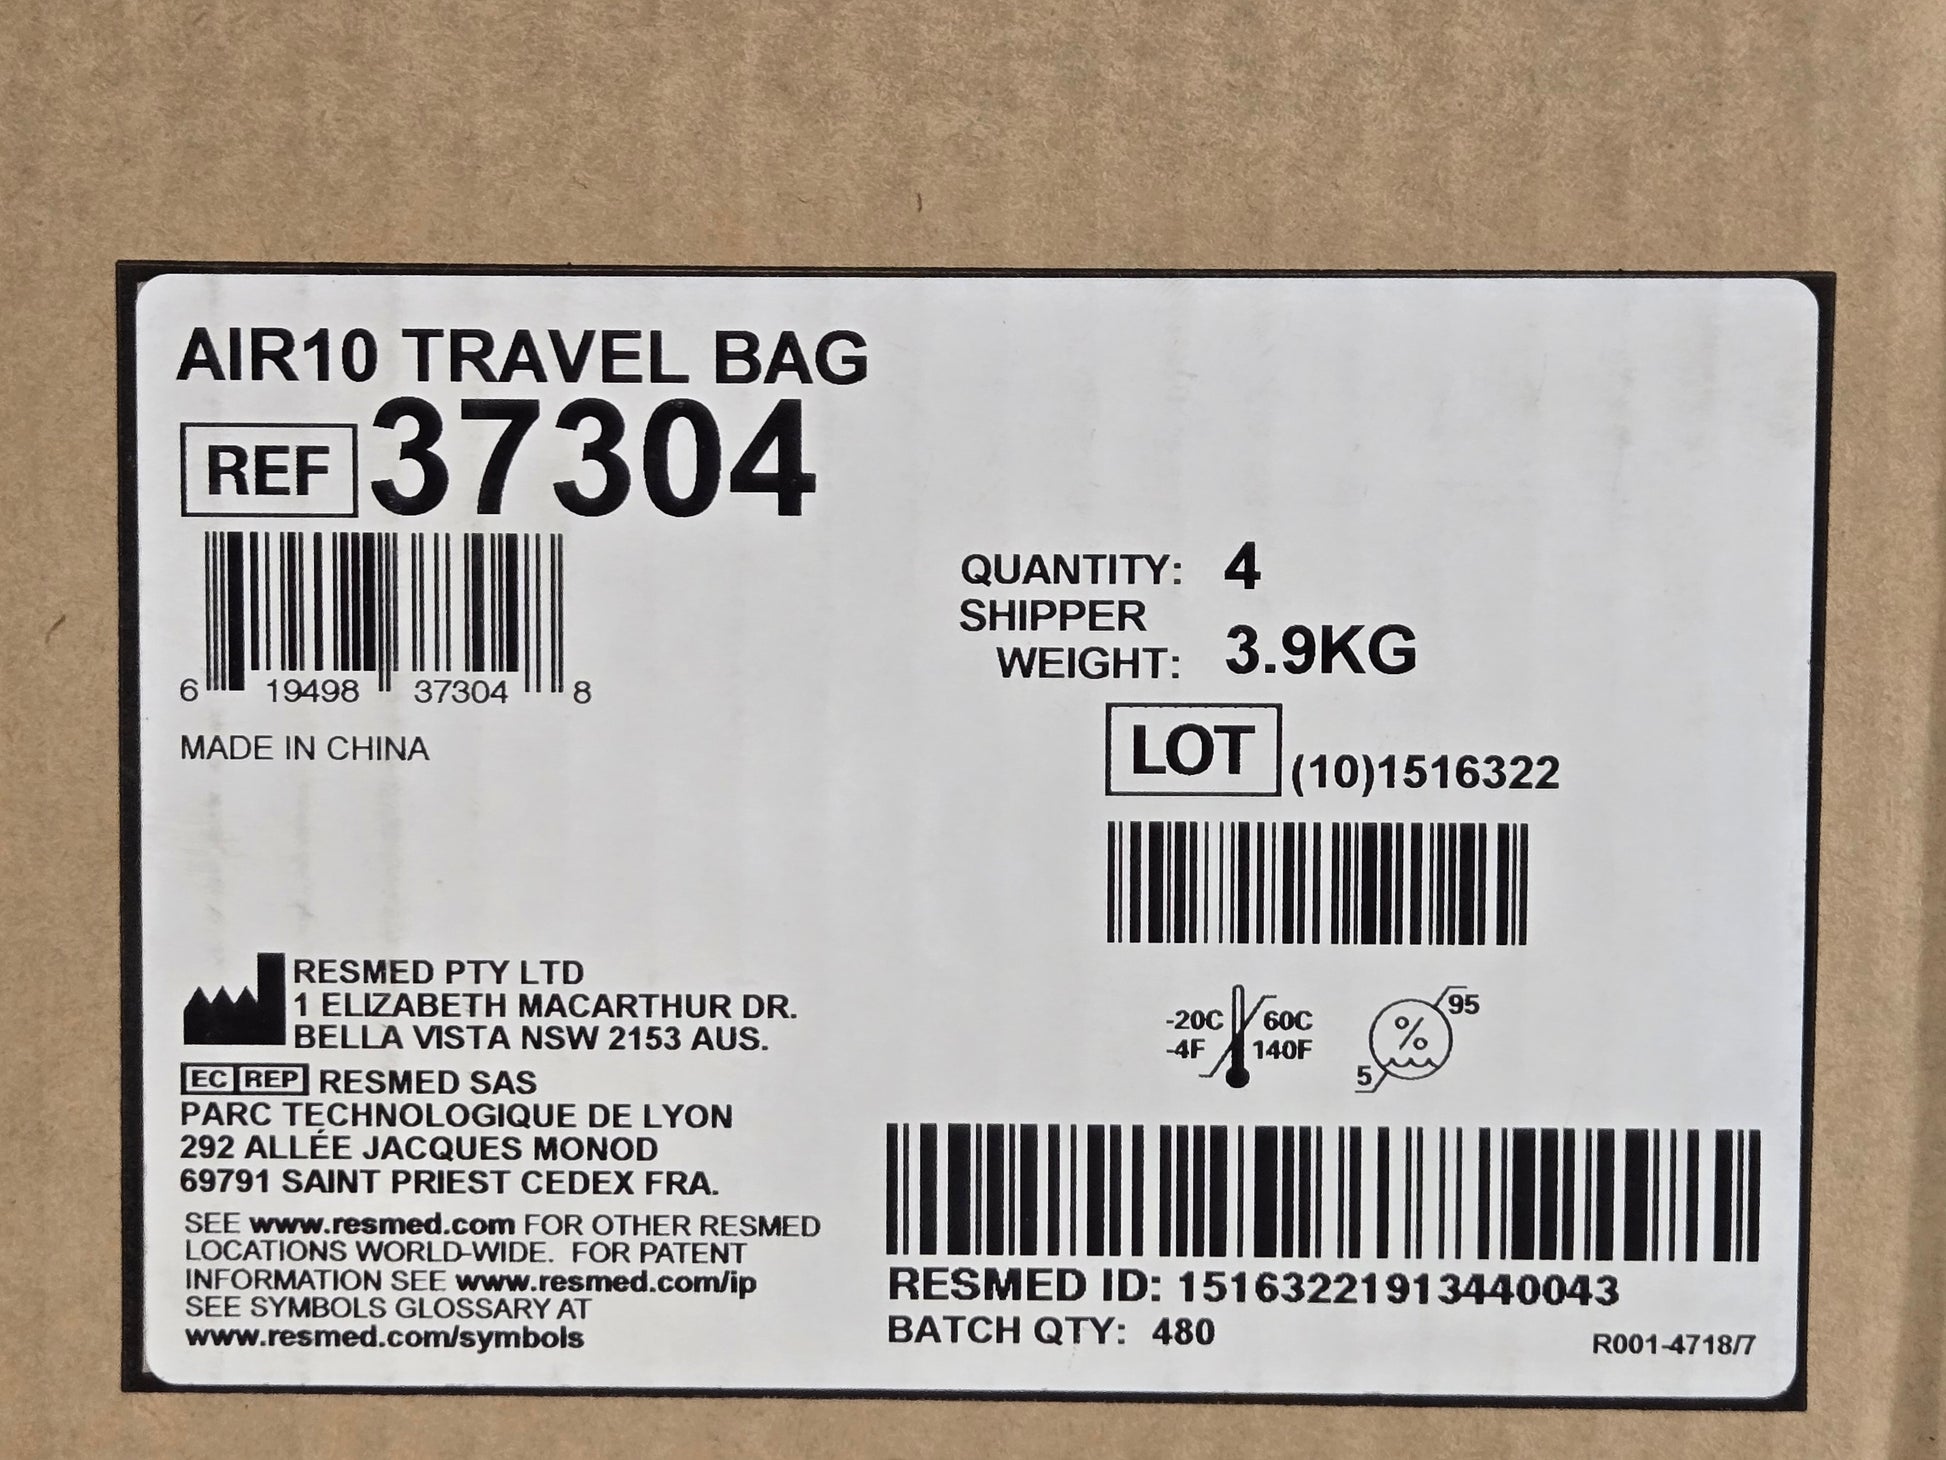 AIR10 TRAVEL BAG
REF 37304
6 19498 37304 8
MADE IN CHINA
QUANTITY: 4
SHIPPER
WEIGHT: 3.9KG
LOT (10)1516322
-20C 60C
-4F 140F
% 95
5
RESMED PTY LTD
1 ELIZABETH MACARTHUR DR.
BELLA VISTA NSW 2153 AUS.
EC REP RESMED SAS
PARC TECHNOLOGIQUE DE LYON
292 ALLÉE JACQUES MONOD
69791 SAINT PRIEST CEDEX FRA.
SEE www.resmed.com FOR OTHER RESMED
LOCATIONS WORLD-WIDE. FOR PATENT
INFORMATION SEE www.resmed.com/ip
SEE SYMBOLS GLOSSARY AT
www.resmed.com/symbols
RESMED ID: 15163221913440043
BATCH QTY: 480
R001-4718/7